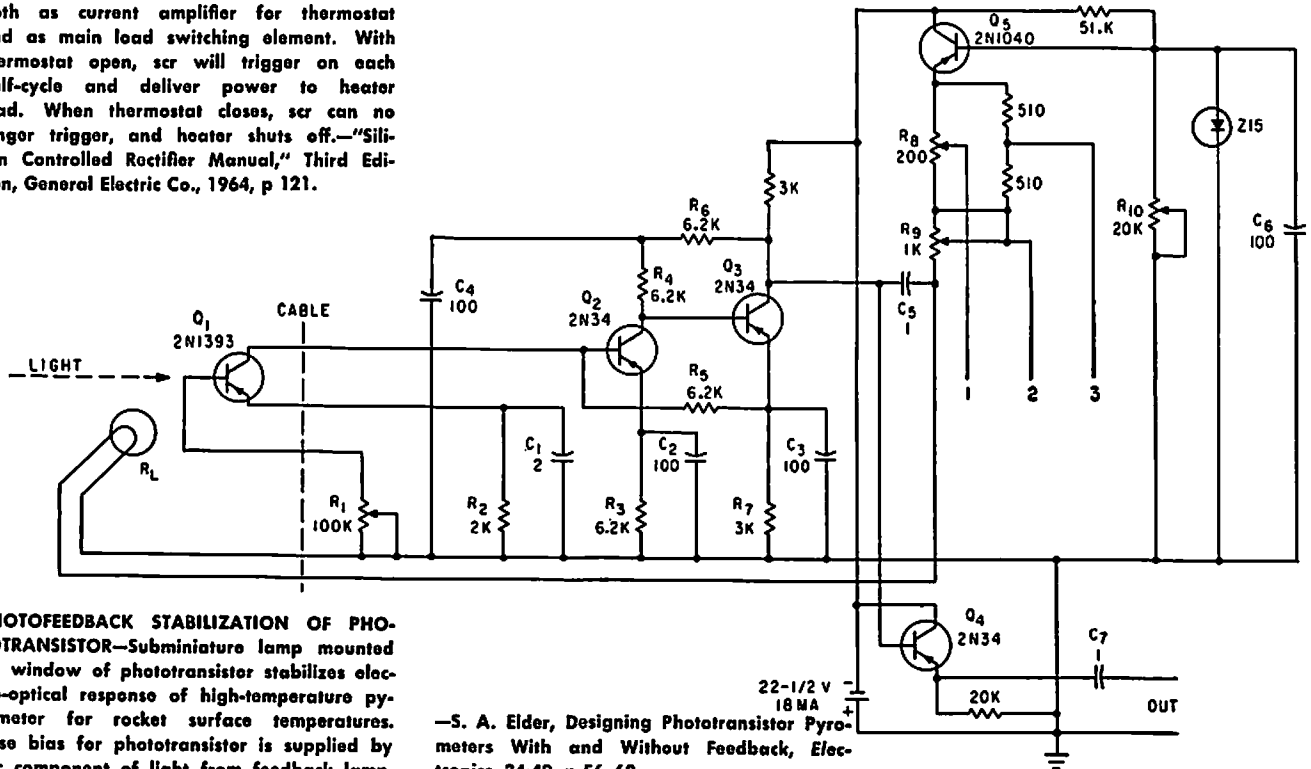 oth as current amplifier for thermostat
d as main load switching element. With
ermostat open, scr will trigger on each
lf-cycle and deliver power to heater
ad. When thermostat closes, scr can no
nger trigger, and heater shuts off.—"Sili-
n Controlled Rectifier Manual," Third Edi-
on, General Electric Co., 1964, p 121.
Q5
2N1040
51.K
510
R8
200
510
Z15
3K
R6
6.2K
R9
1K
R10
20K
C6
100
R4
6.2K
Q3
2N34
C4
100
Q2
2N34
C5
1
Q1
2N1393
CABLE
LIGHT
R5
6.2K
1
2
3
RL
C1
2
C2
100
C3
100
R1
100K
R2
2K
R3
6.2K
R7
3K
Q4
2N34
C7
1
22-1/2 V
18 MA
-
+
20K
OUT
HOTOFEEDBACK STABILIZATION OF PHO-
OTRANSISTOR—Subminiature lamp mounted
window of phototransistor stabilizes elec-
o-optical response of high-temperature py-
meter for rocket surface temperatures.
se bias for phototransistor is supplied by
component of light from feedback lamp.
—S. A. Elder, Designing Phototransistor Pyro-
meters With and Without Feedback, Elec-